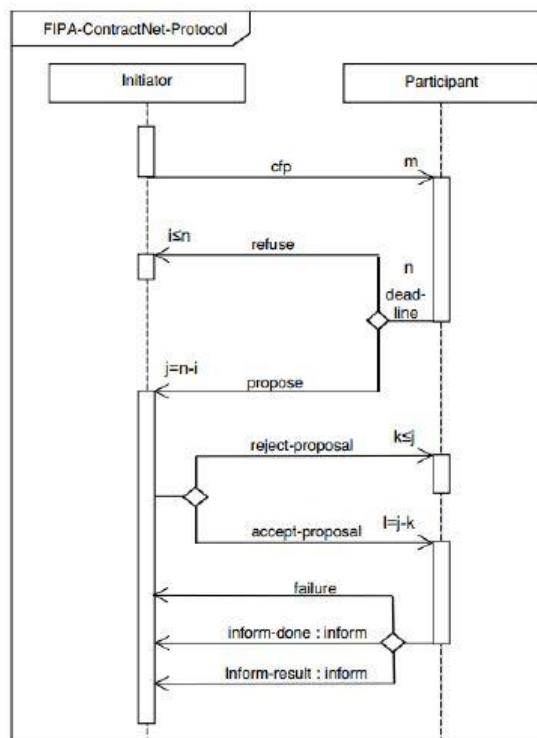 FIPA-ContractNet-Protocol
Initiator
Participant
cfp
m
i≤n
refuse
n
dead-
line
j=n-i
propose
reject-proposal
k≤j
accept-proposal
l=j-k
failure
inform-done : inform
Inform-result : inform